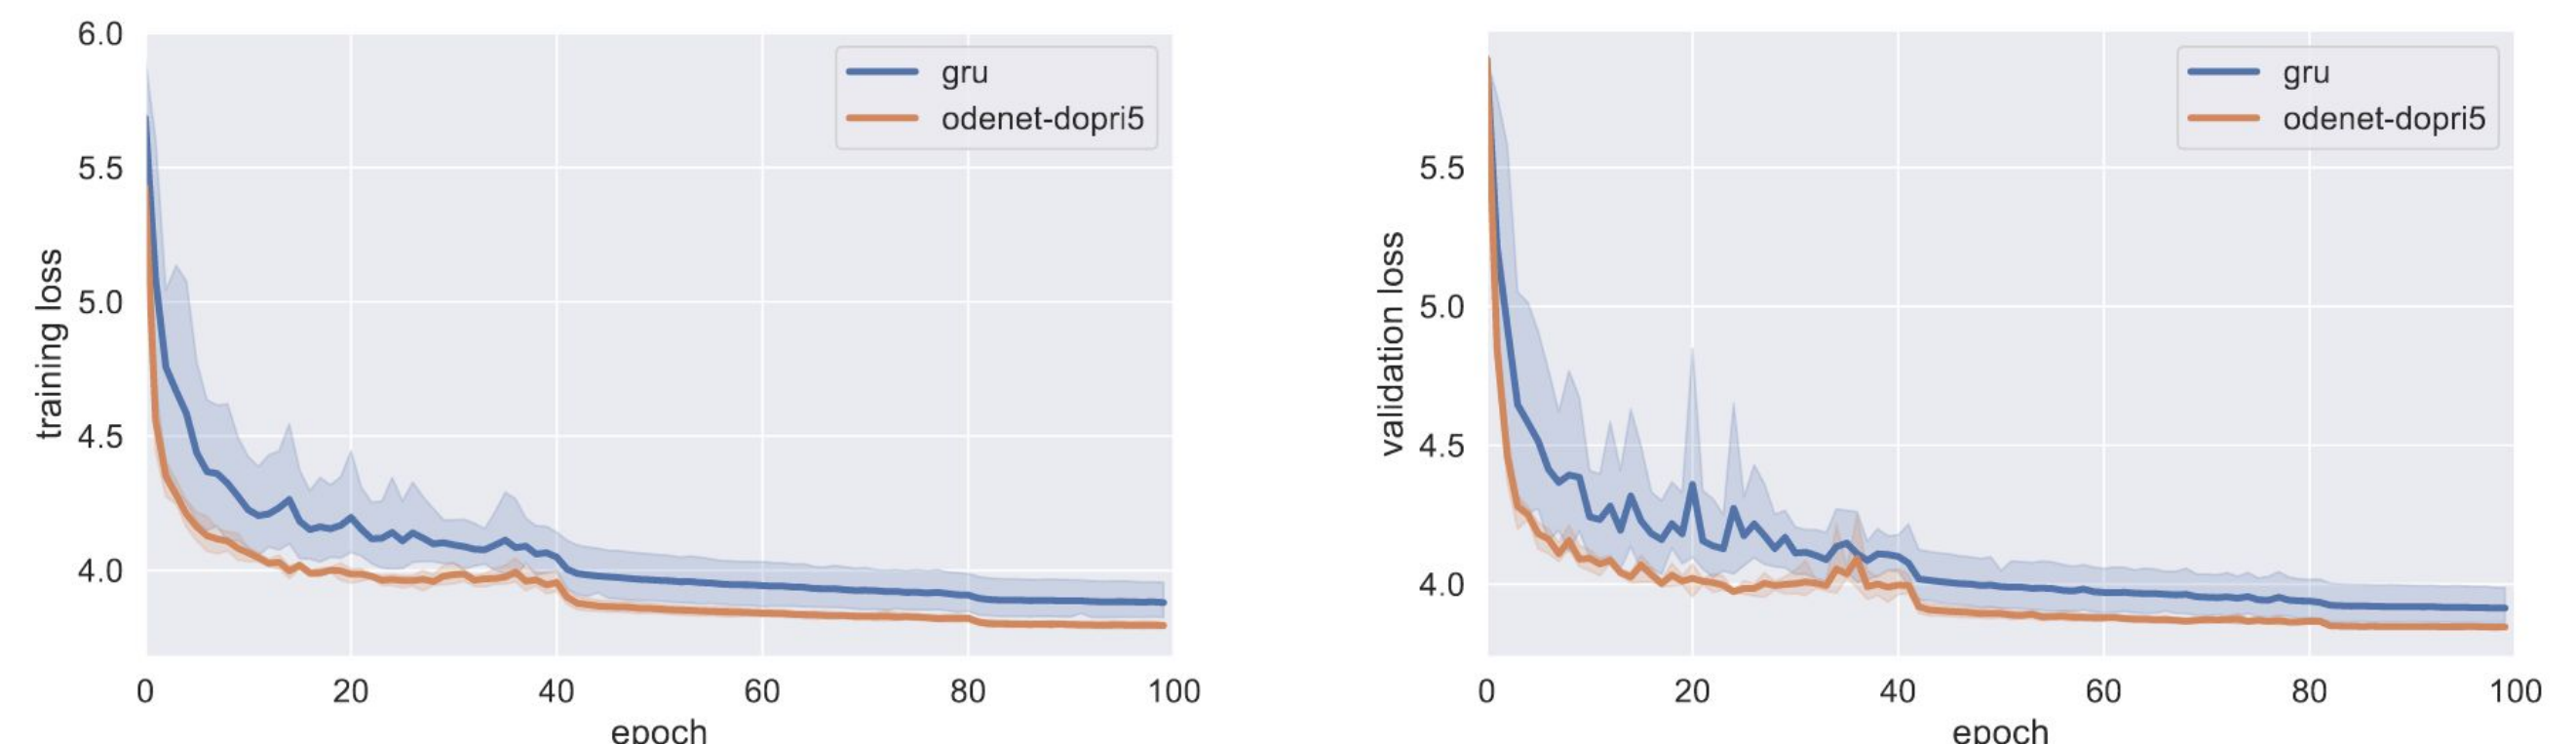 6.0
5.5
5.0
4.5
4.0
training loss
gru
odenet-dopri5
0 20 40 60 80 100
epoch
5.5
5.0
4.5
4.0
validation loss
gru
odenet-dopri5
0 20 40 60 80 100
epoch